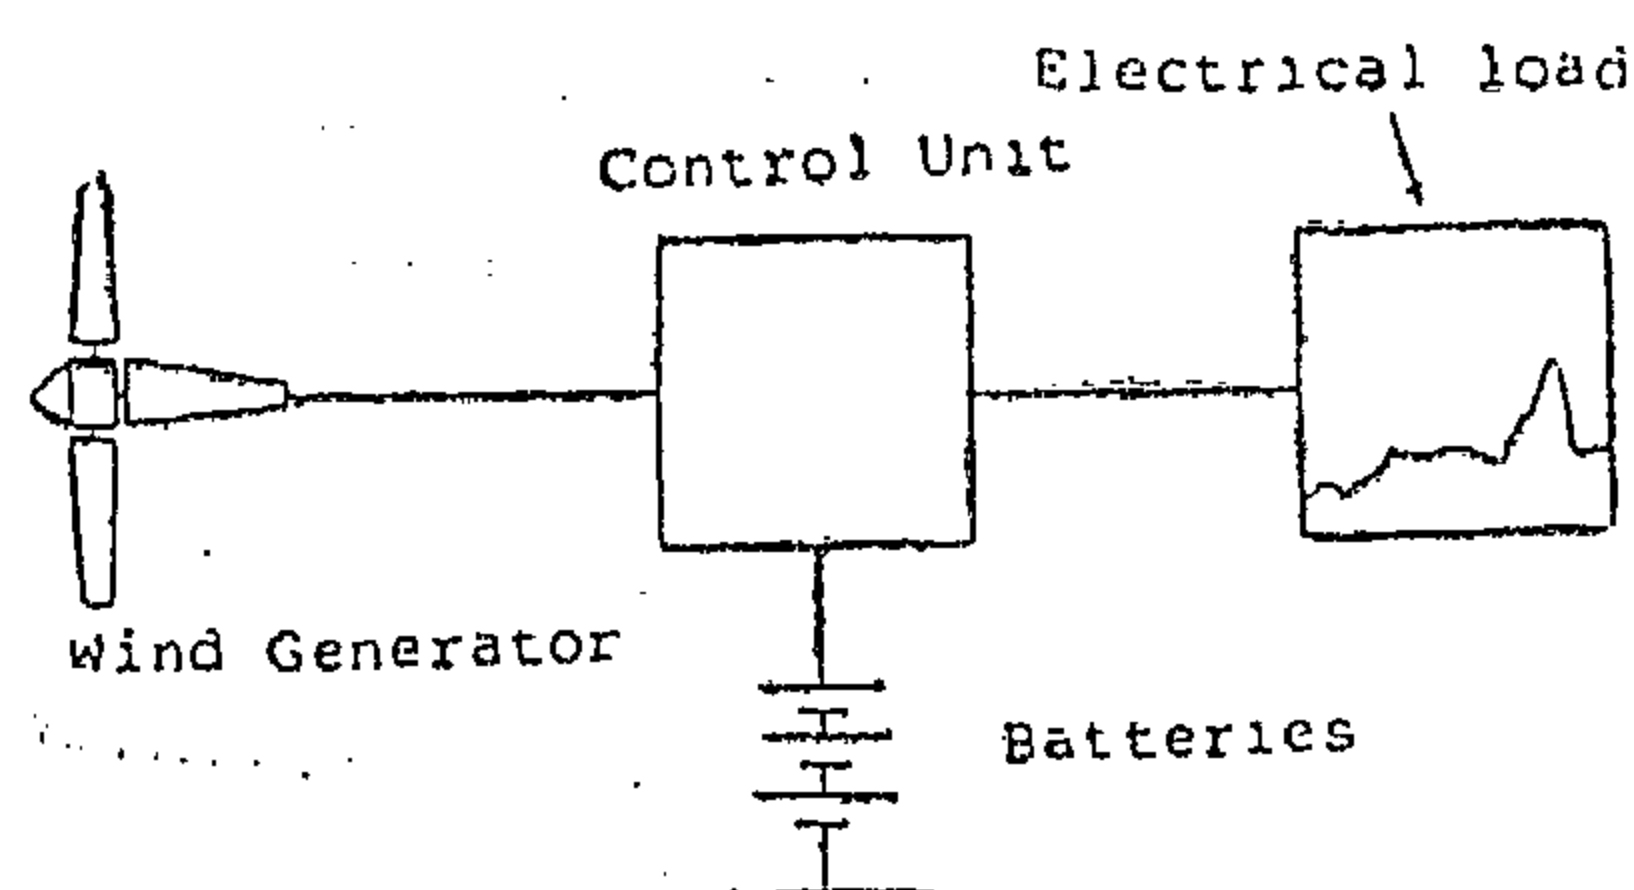 Electrical load
Control Unit
Wind Generator
Batteries